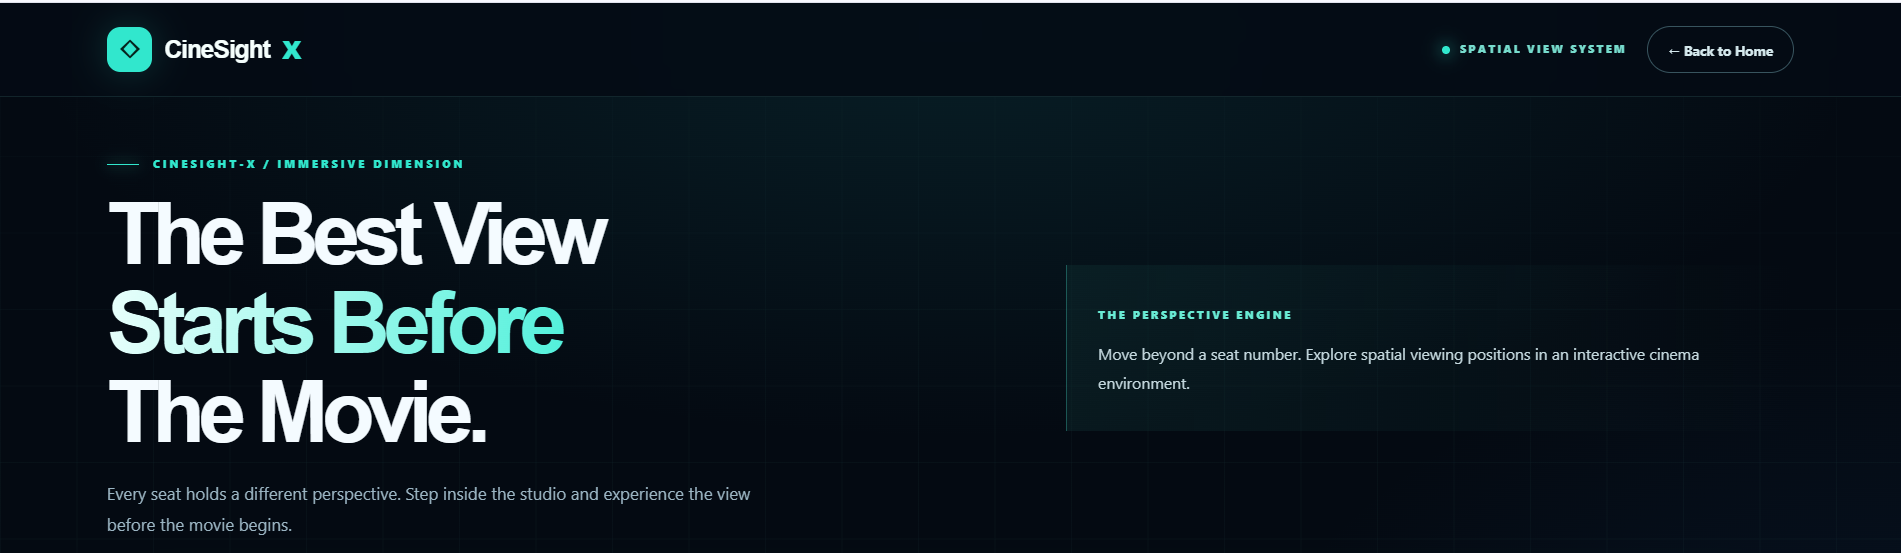 CineSight X
SPATIAL VIEW SYSTEM
← Back to Home
CINESIGHT-X / IMMERSIVE DIMENSION
The Best View
Starts Before
The Movie.
Every seat holds a different perspective. Step inside the studio and experience the view
before the movie begins.
THE PERSPECTIVE ENGINE
Move beyond a seat number. Explore spatial viewing positions in an interactive cinema
environment.